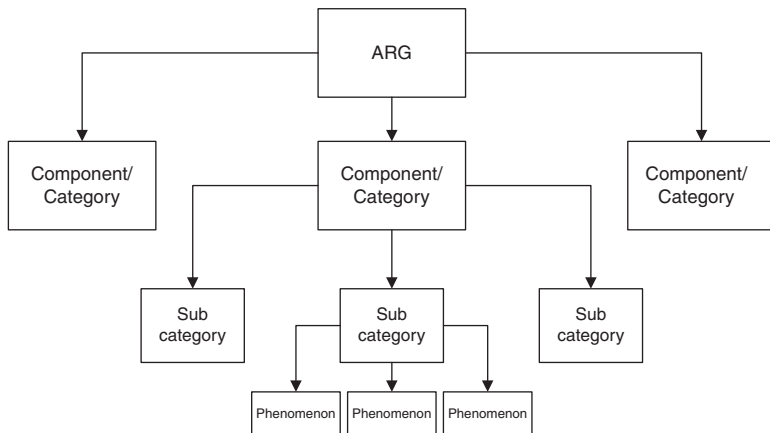 ARG
Component/
Category
Component/
Category
Component/
Category
Sub
category
Sub
category
Sub
category
Phenomenon
Phenomenon
Phenomenon